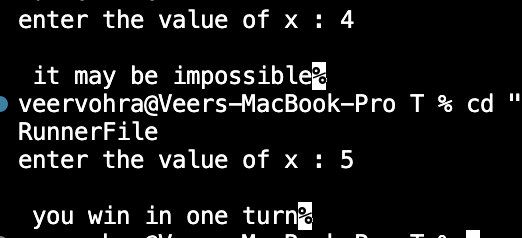 enter the value of x : 4
it may be impossible%
veervohra@Veers-MacBook-Pro T % cd "
RunnerFile
enter the value of x : 5
you win in one turn%